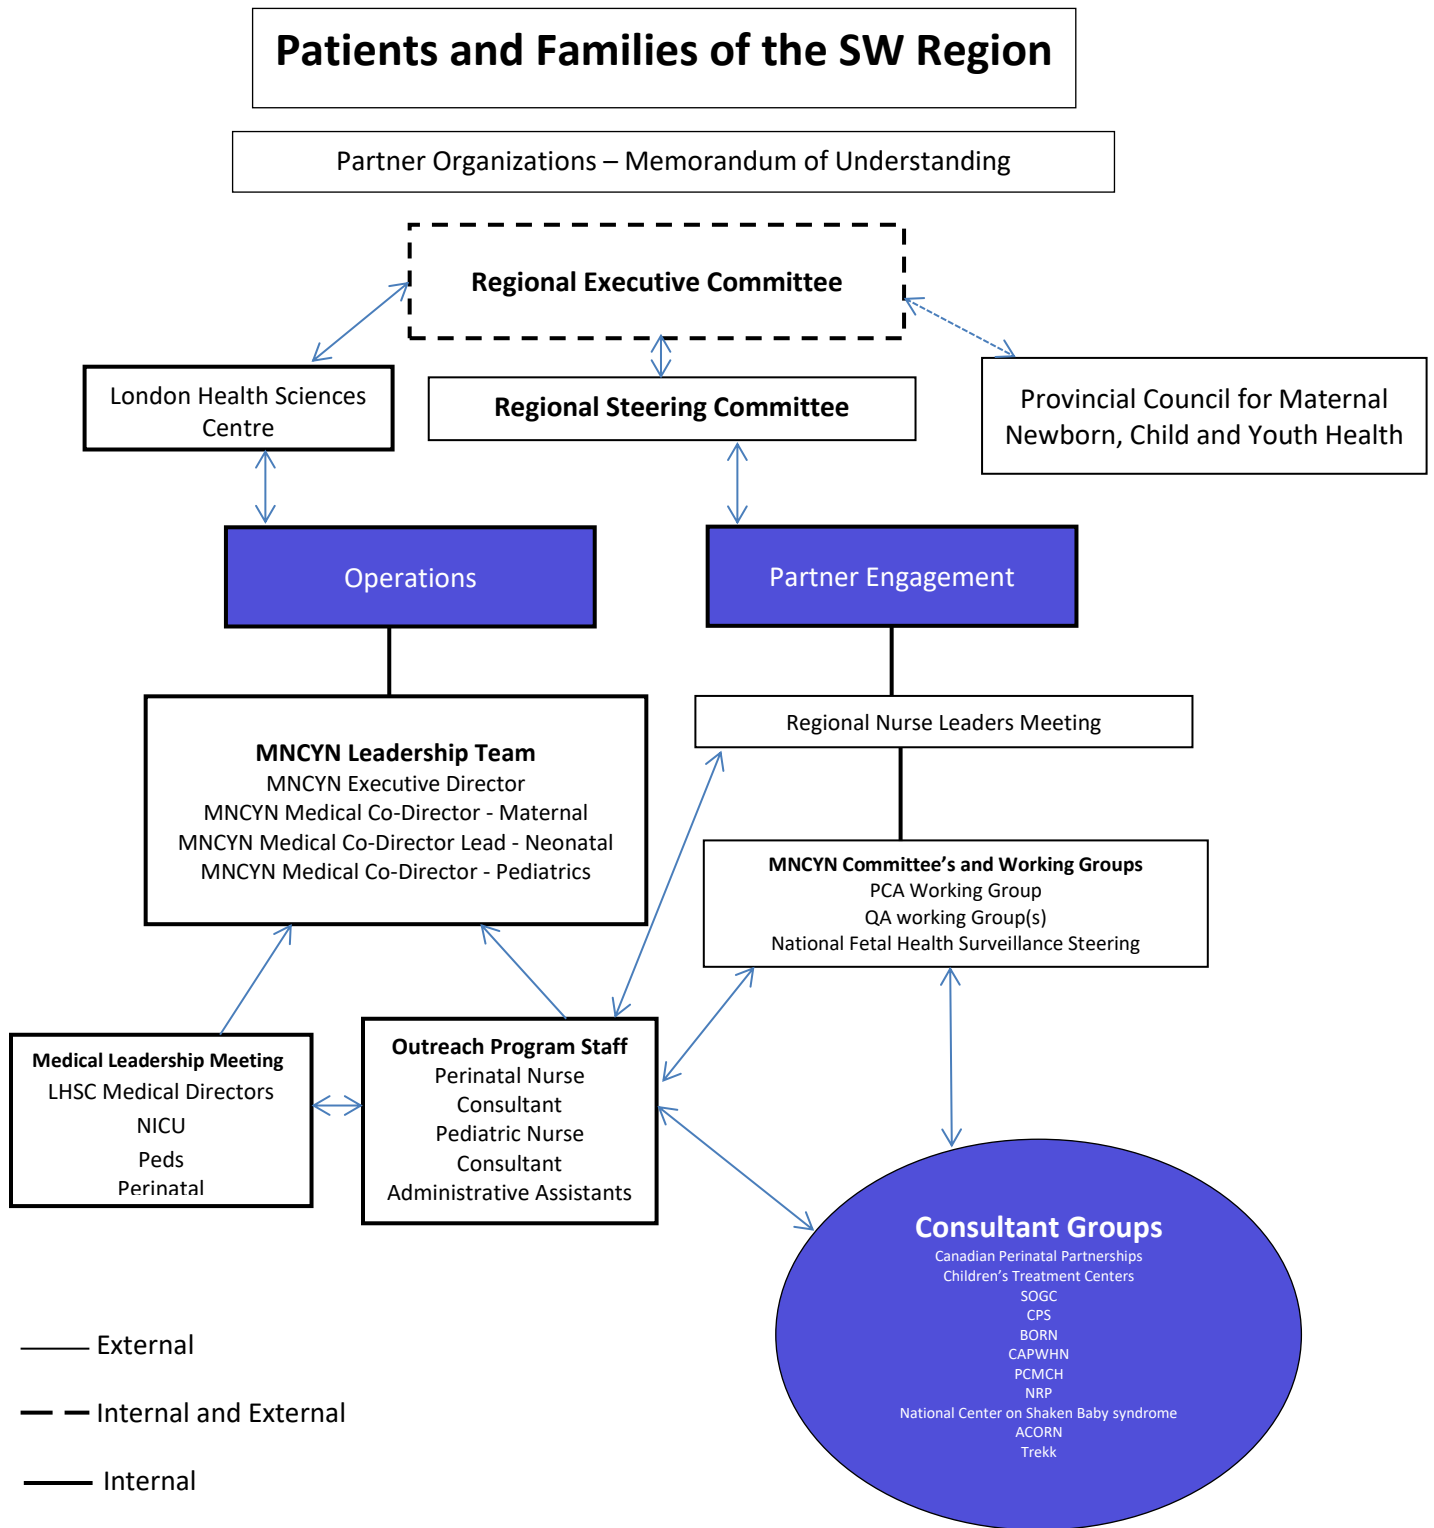 Patients and Families of the SW Region
Partner Organizations – Memorandum of Understanding
Regional Executive Committee
London Health Sciences
Centre
Regional Steering Committee
Provincial Council for Maternal
Newborn, Child and Youth Health
Operations
Partner Engagement
MNCYN Leadership Team
MNCYN Executive Director
MNCYN Medical Co-Director - Maternal
MNCYN Medical Co-Director Lead - Neonatal
MNCYN Medical Co-Director - Pediatrics
Regional Nurse Leaders Meeting
MNCYN Committee’s and Working Groups
PCA Working Group
QA working Group(s)
National Fetal Health Surveillance Steering
Medical Leadership Meeting
LHSC Medical Directors
NICU
Peds
Perinatal
Outreach Program Staff
Perinatal Nurse
Consultant
Pediatric Nurse
Consultant
Administrative Assistants
Consultant Groups
Canadian Perinatal Partnerships
Children’s Treatment Centers
SOGC
CPS
BORN
CAPWHN
PCMCH
NRP
National Center on Shaken Baby syndrome
ACORN
Trekk
External
Internal and External
Internal